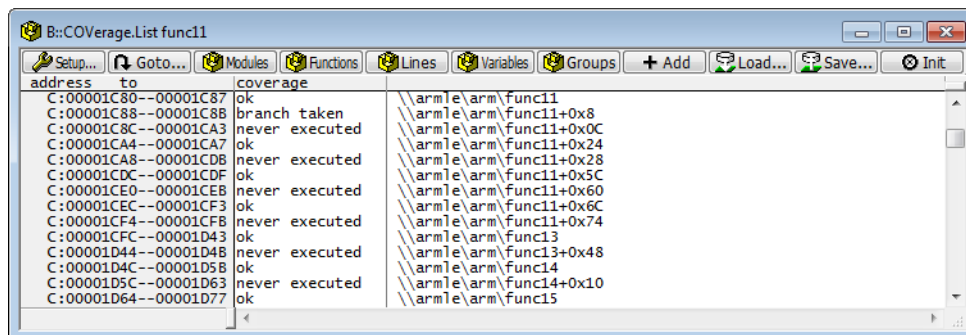 B::COVerage.List func11
Setup... Goto... Modules Functions Lines Variables Groups + Add Load... Save... Init
address to coverage
C:00001C80--00001C87 ok \\armle\arm\func11
C:00001C88--00001C8B branch taken \\armle\arm\func11+0x8
C:00001C8C--00001CA3 never executed \\armle\arm\func11+0x0C
C:00001CA4--00001CA7 ok \\armle\arm\func11+0x24
C:00001CA8--00001CDB never executed \\armle\arm\func11+0x28
C:00001CDC--00001CDF ok \\armle\arm\func11+0x5C
C:00001CE0--00001CEB never executed \\armle\arm\func11+0x60
C:00001CEC--00001CF3 ok \\armle\arm\func11+0x6C
C:00001CF4--00001CFB never executed \\armle\arm\func11+0x74
C:00001CFC--00001D43 ok \\armle\arm\func13
C:00001D44--00001D4B never executed \\armle\arm\func13+0x48
C:00001D4C--00001D5B ok \\armle\arm\func14
C:00001D5C--00001D63 never executed \\armle\arm\func14+0x10
C:00001D64--00001D77 ok \\armle\arm\func15